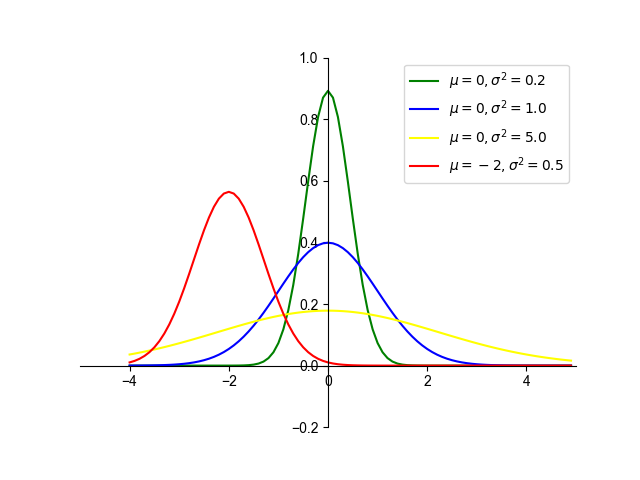 1.0
μ = 0, σ² = 0.2
μ = 0, σ² = 1.0
0.8
μ = 0, σ² = 5.0
μ = −2, σ² = 0.5
0.6
0.4
0.2
0.0
−4 −2 0 2 4
−0.2